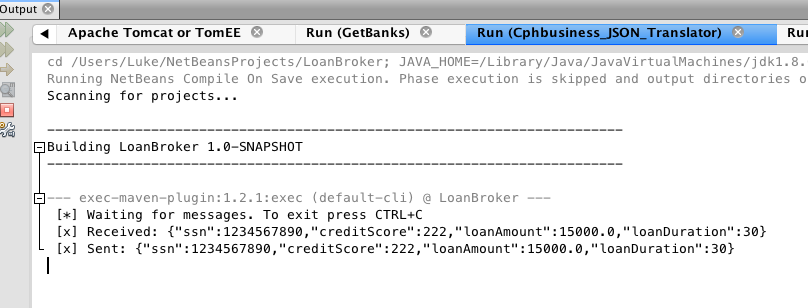 Output
Apache Tomcat or TomEE
Run (GetBanks)
Run (Cphbusiness_JSON_Translator)
Ru
cd /Users/Luke/NetBeansProjects/LoanBroker; JAVA_HOME=/Library/Java/JavaVirtualMachines/jdk1.8.
Running NetBeans Compile On Save execution. Phase execution is skipped and output directories o
Scanning for projects...
------------------------------------------------------------------------
Building LoanBroker 1.0-SNAPSHOT
------------------------------------------------------------------------
--- exec-maven-plugin:1.2.1:exec (default-cli) @ LoanBroker ---
[*] Waiting for messages. To exit press CTRL+C
[x] Received: {"ssn":1234567890,"creditScore":222,"loanAmount":15000.0,"loanDuration":30}
[x] Sent: {"ssn":1234567890,"creditScore":222,"loanAmount":15000.0,"loanDuration":30}